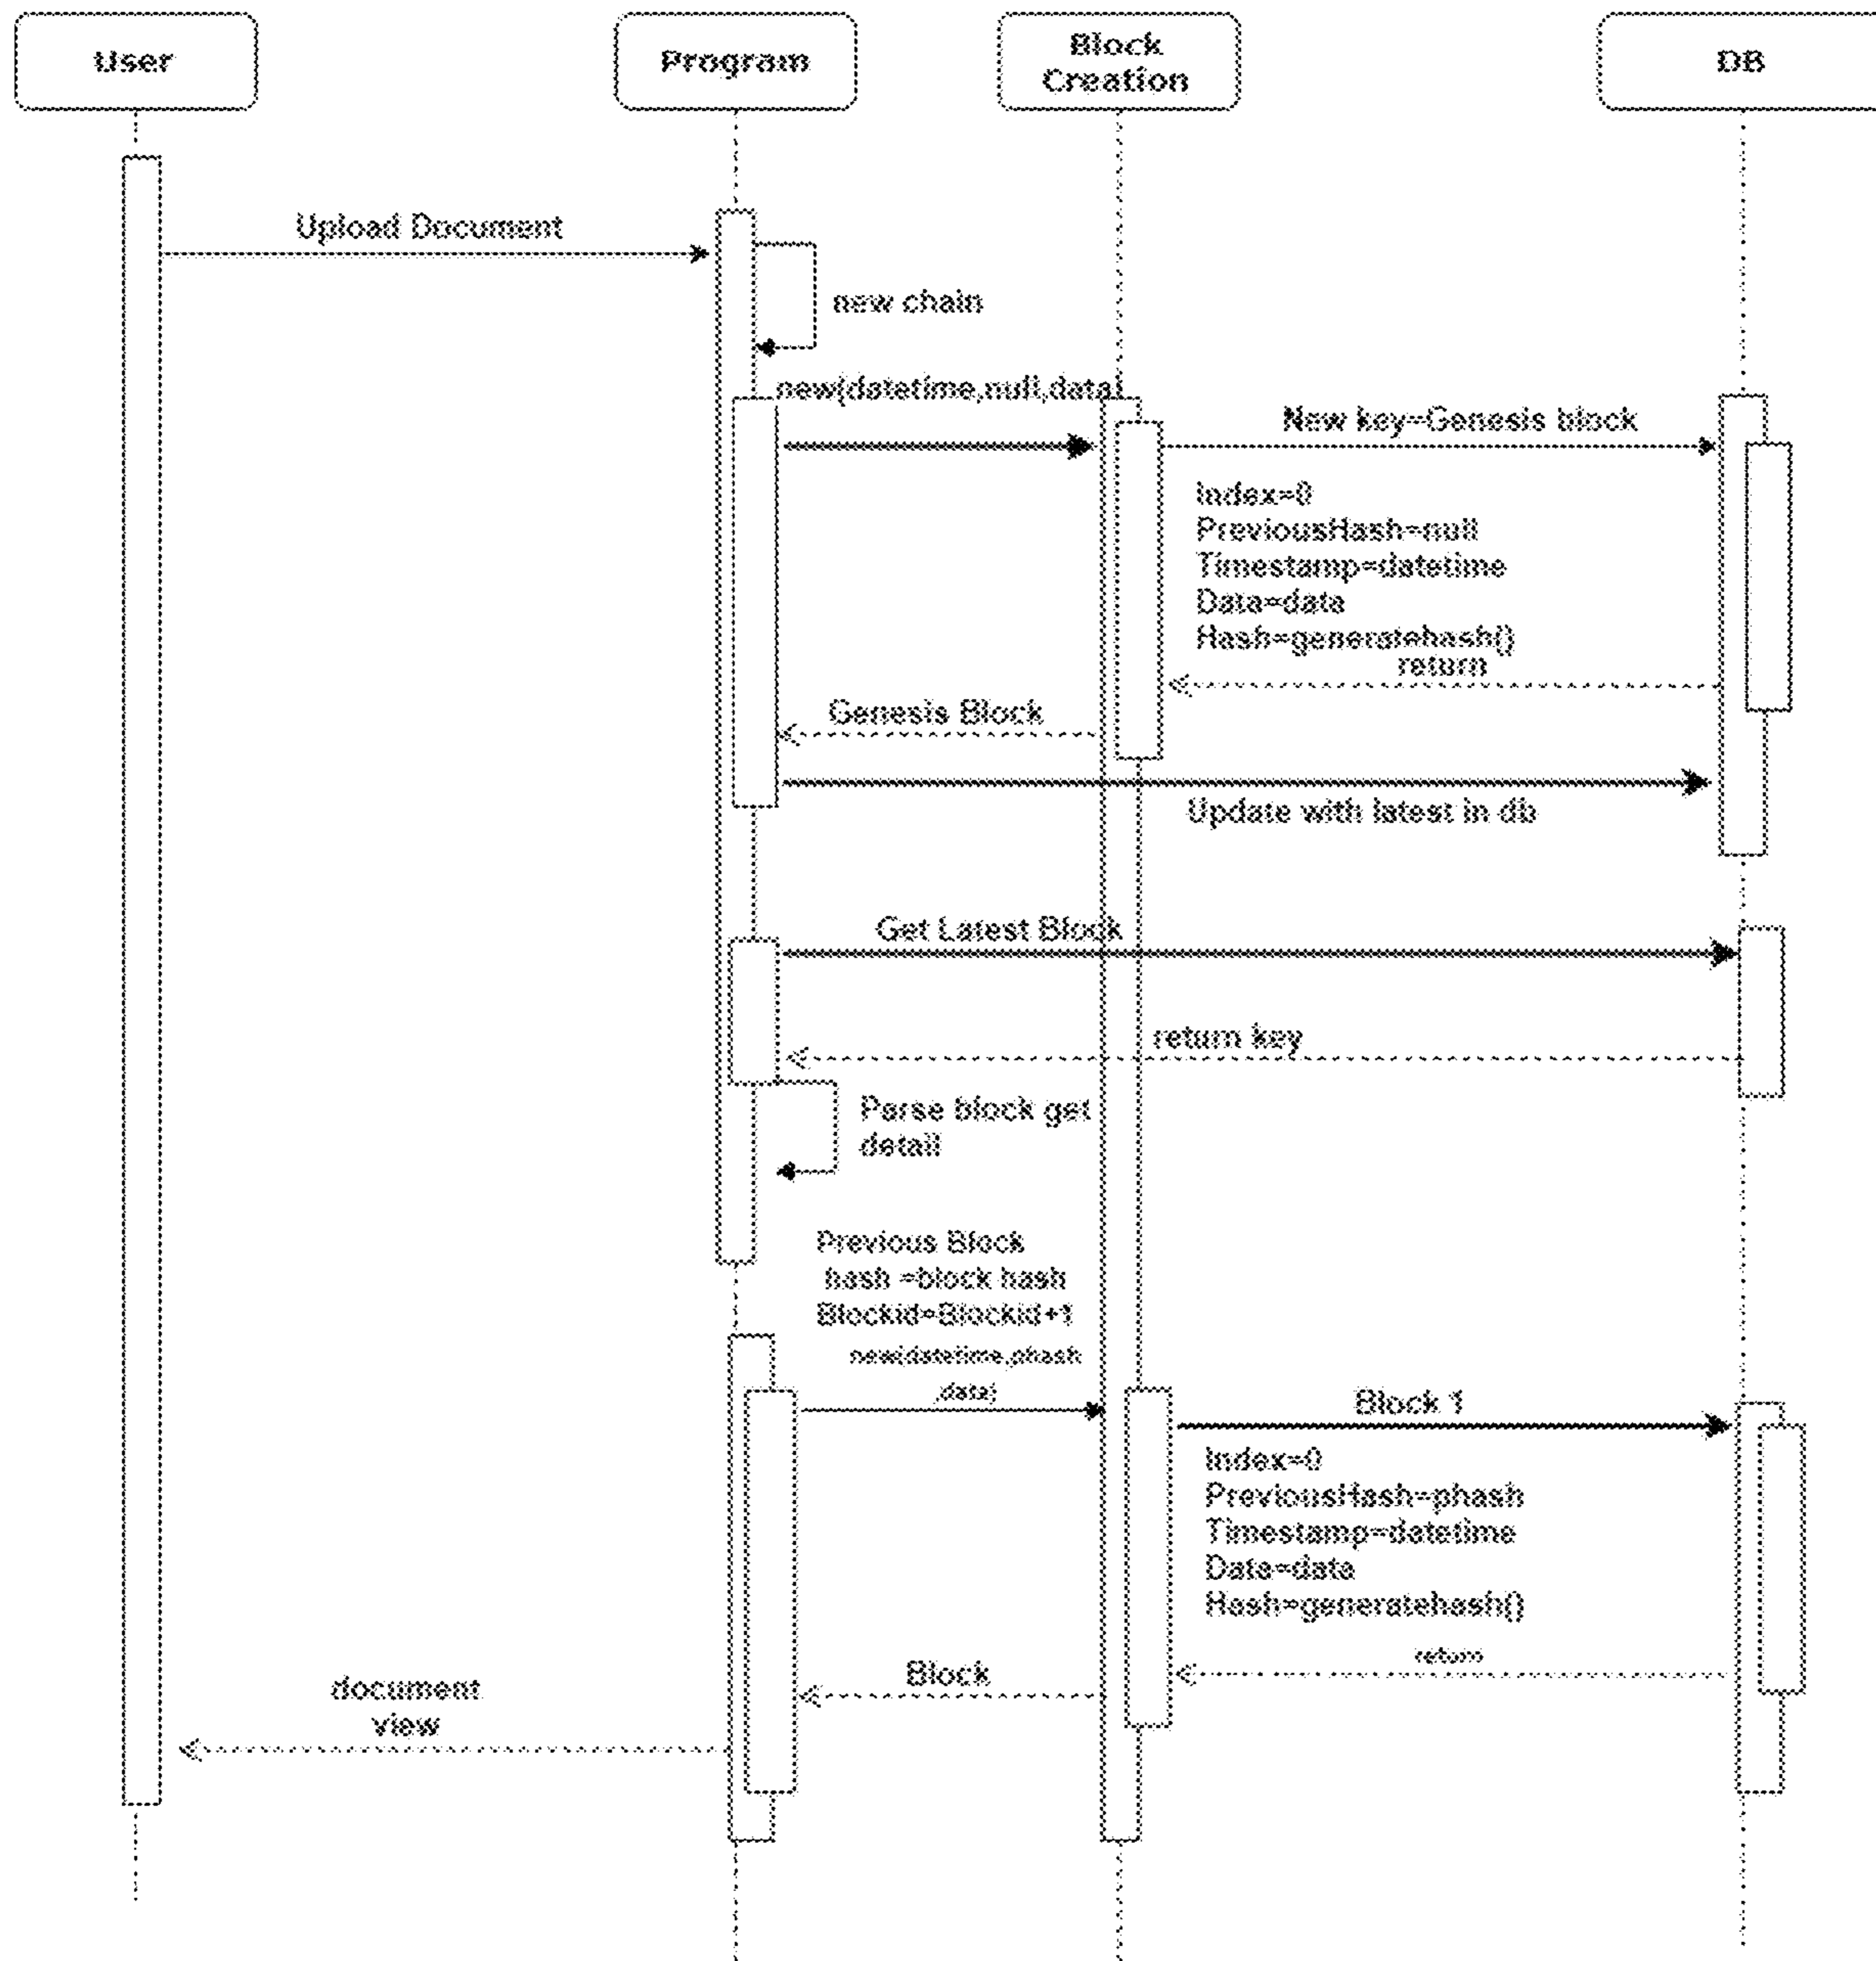 User
Program
Block
Creation
DB
Upload Document
new chain
new(datetime,null,data)
New key=Genesis block
Index=0
PreviousHash=null
Timestamp=datetime
Data=data
Hash=generatehash()
return
Genesis Block
Update with latest in db
Get Latest Block
return key
Parse block get
detail
Previous Block
hash =block hash
Blockid=Blockid+1
new(datetime,phash
,data)
Block 1
Index=0
PreviousHash=phash
Timestamp=datetime
Data=data
Hash=generatehash()
return
Block
document
view